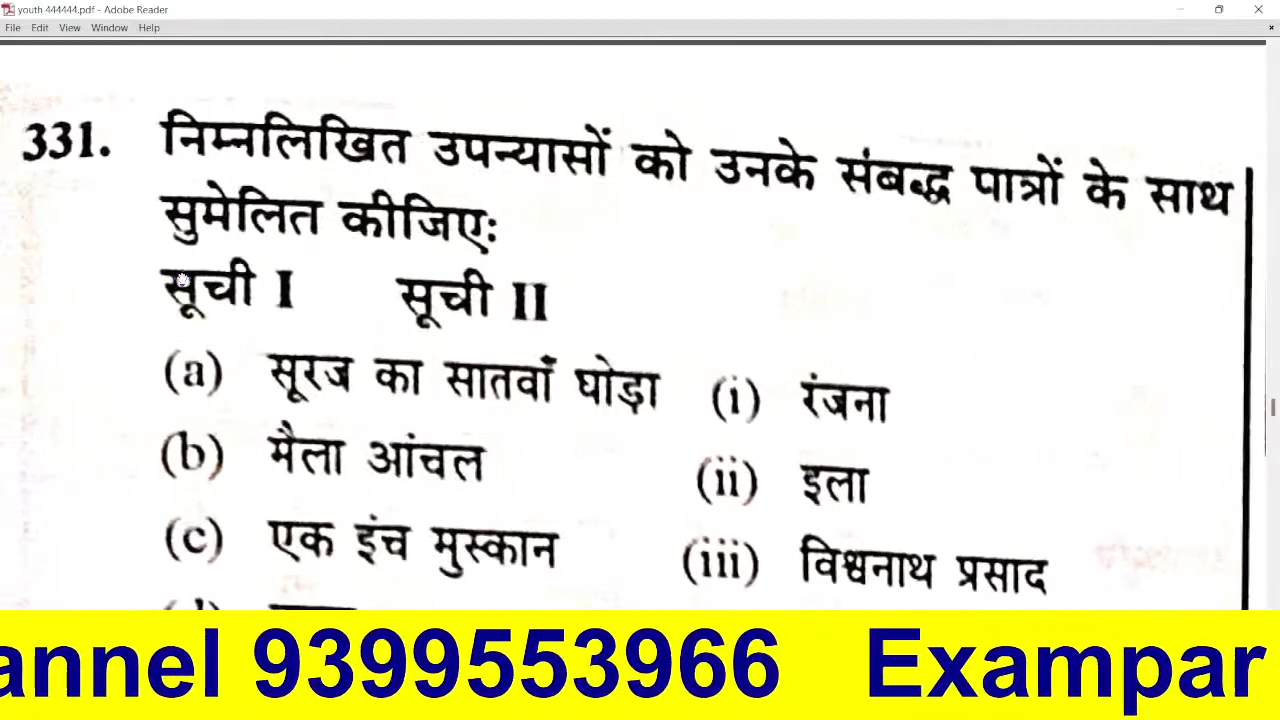 youth 444444.pdf - Adobe Reader
File Edit View Window Help
331. निम्नलिखित उपन्यासों को उनके संबद्ध पात्रों के साथ
सुमेलित कीजिएः
सूची I सूची II
(a) सूरज का सातवाँ घोड़ा (i) रंजना
(b) मैला आंचल (ii) इला
(c) एक इंच मुस्कान (iii) विश्वनाथ प्रसाद
annel 9399553966 Exampar